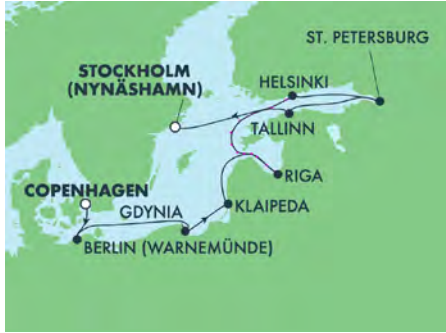 ST. PETERSBURG
STOCKHOLM
(NYNÄSHAMN)
HELSINKI
TALLINN
RIGA
COPENHAGEN
GDYNIA
KLAIPEDA
BERLIN (WARNEMÜNDE)